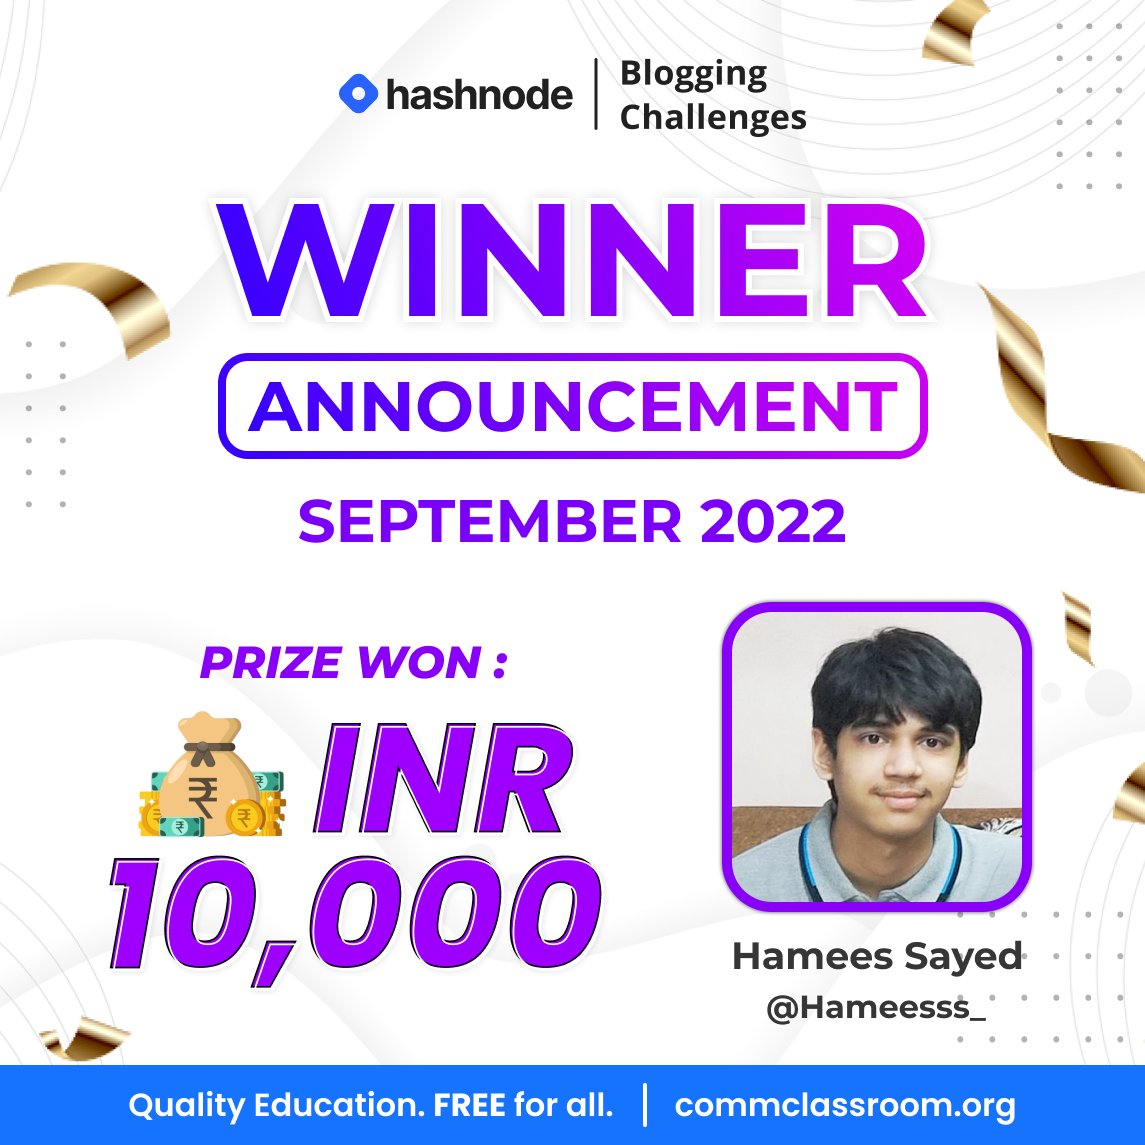 hashnode
Blogging
Challenges
WINNER
ANNOUNCEMENT
SEPTEMBER 2022
PRIZE WON :
₹
₹
₹
₹
₹
INR
10,000
Hamees Sayed
@Hameesss_
Quality Education. FREE for all.
commclassroom.org